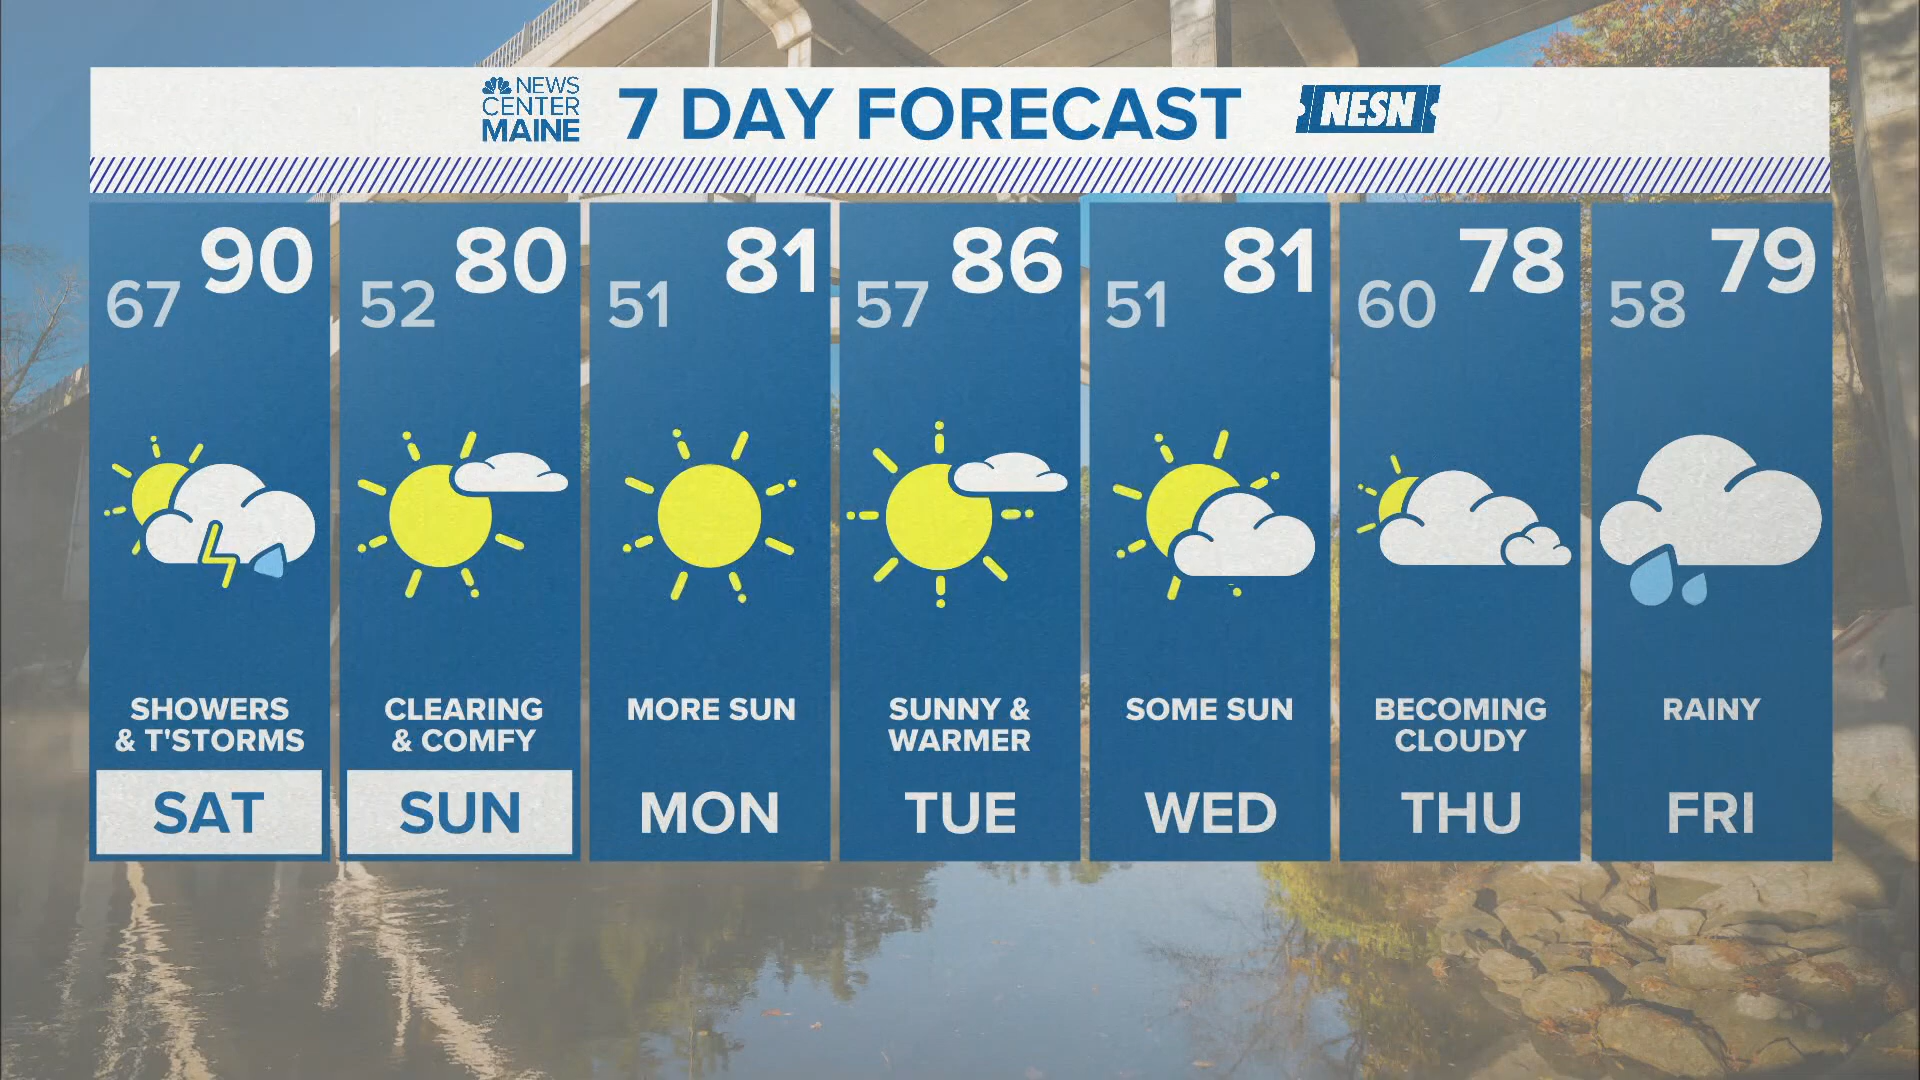 NEWS
CENTER
MAINE
7 DAY FORECAST
NESN
67 90
SHOWERS
& T'STORMS
SAT
52 80
CLEARING
& COMFY
SUN
51 81
MORE SUN
MON
57 86
SUNNY &
WARMER
TUE
51 81
SOME SUN
WED
60 78
BECOMING
CLOUDY
THU
58 79
RAINY
FRI